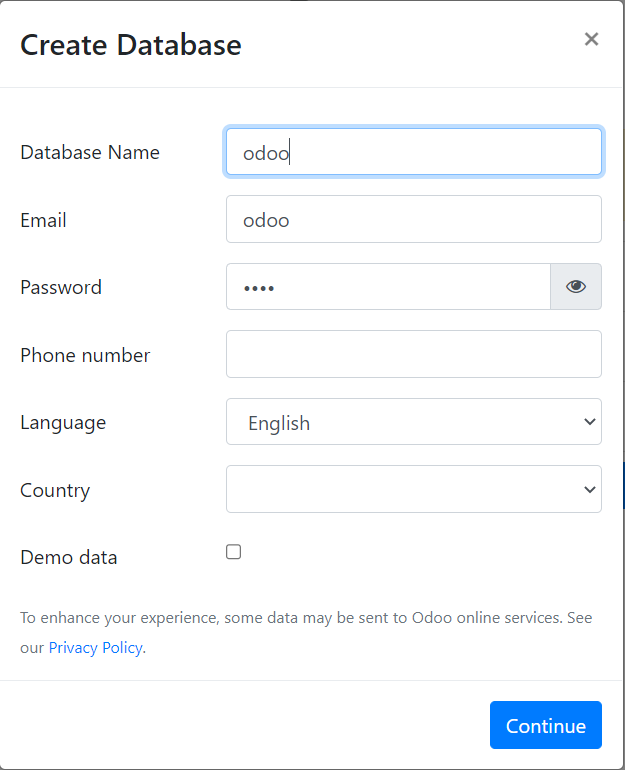 Create Database ×
Database Name odoo
Email odoo
Password ••••
Phone number
Language English
Country
Demo data
To enhance your experience, some data may be sent to Odoo online services. See
our Privacy Policy.
Continue